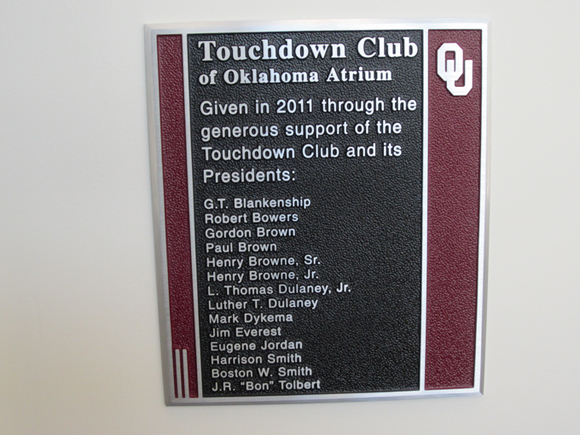 Touchdown Club
of Oklahoma Atrium
OU
Given in 2011 through the
generous support of the
Touchdown Club and its
Presidents:
G.T. Blankenship
Robert Bowers
Gordon Brown
Paul Brown
Henry Browne, Sr.
Henry Browne, Jr.
L. Thomas Dulaney, Jr.
Luther T. Dulaney
Mark Dykema
Jim Everest
Eugene Jordan
Harrison Smith
Boston W. Smith
J.R. "Bon" Tolbert